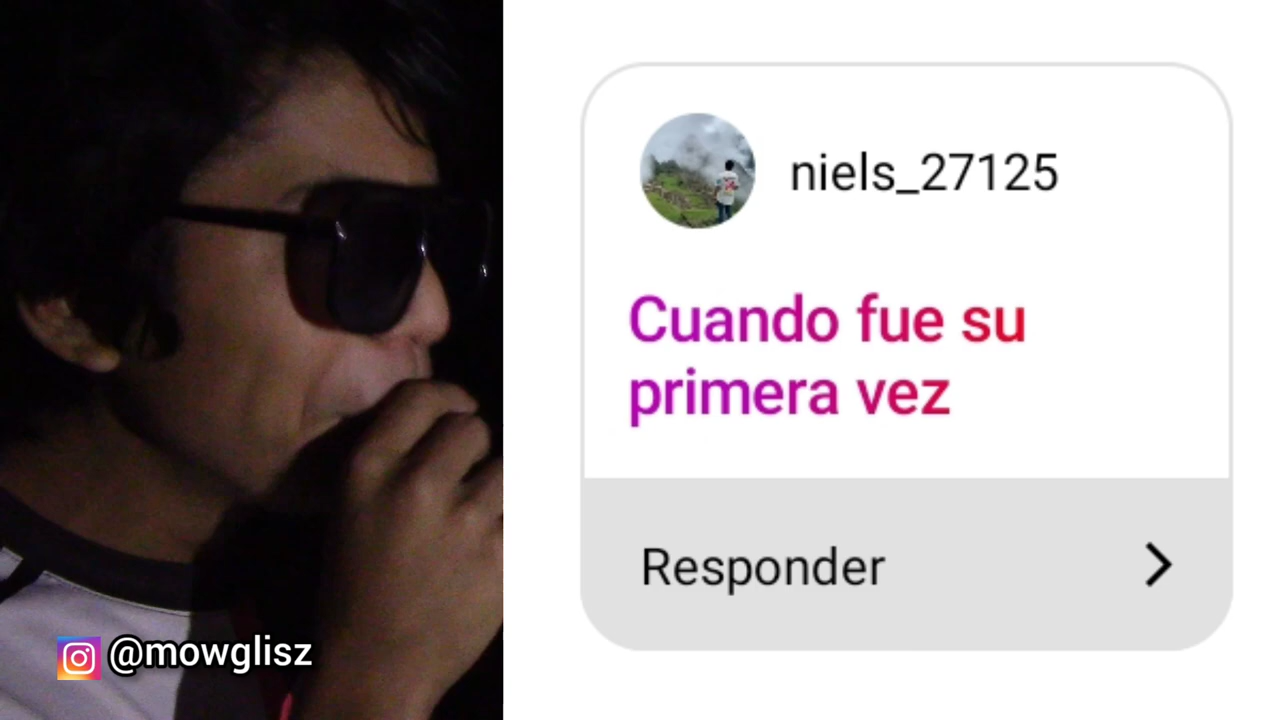 @mowglisz
niels_27125
Cuando fue su
primera vez
Responder